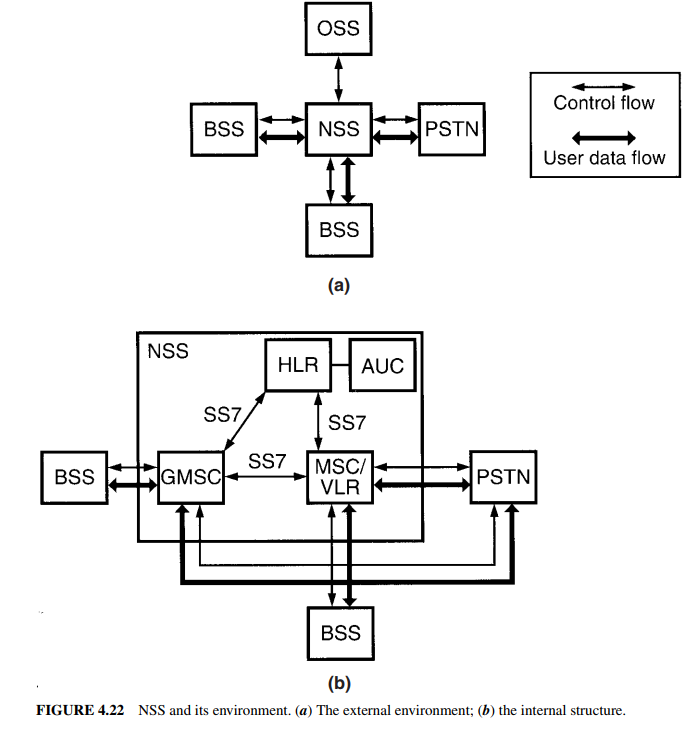 OSS
BSS
NSS
PSTN
Control flow
User data flow
BSS
(a)
NSS
HLR
AUC
SS7
SS7
BSS
GMSC
SS7
MSC/
VLR
PSTN
BSS
(b)
FIGURE 4.22 NSS and its environment. (a) The external environment; (b) the internal structure.